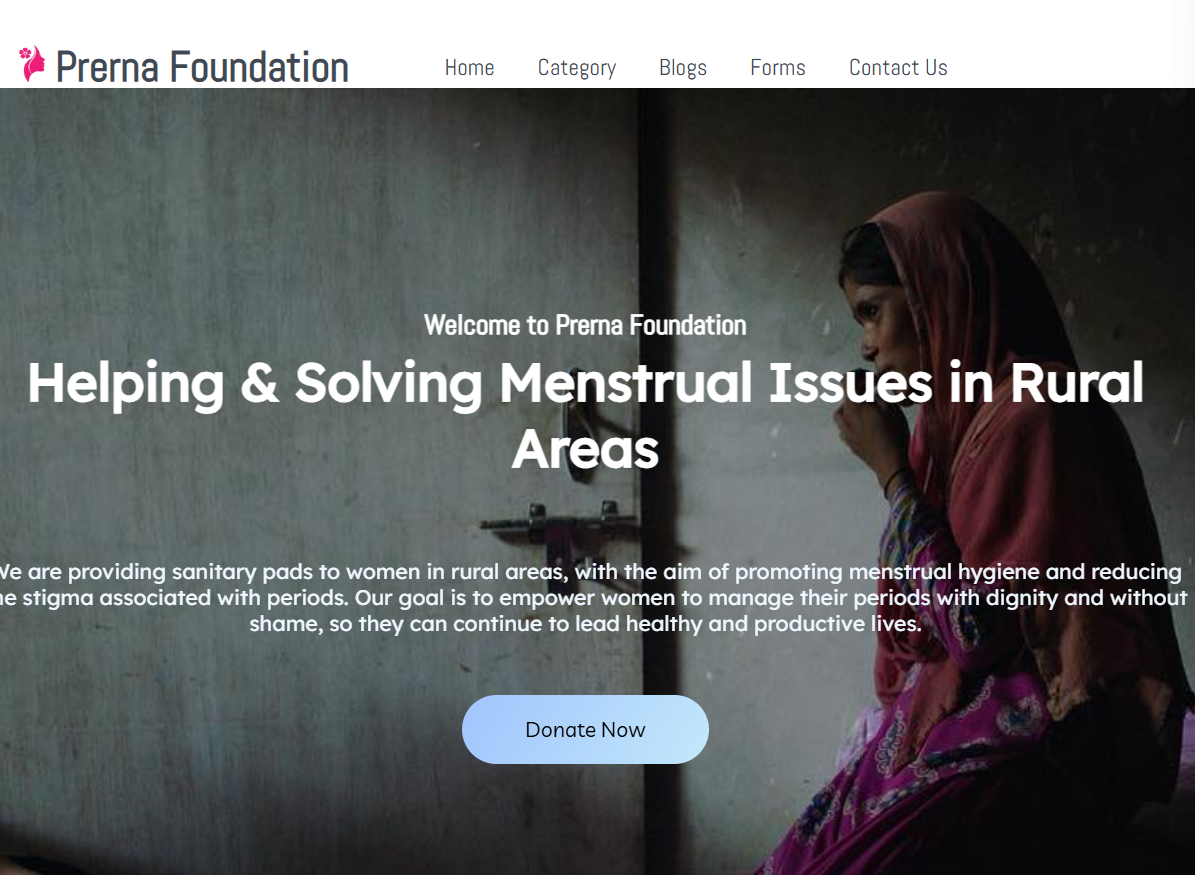 Prerna Foundation
Home Category Blogs Forms Contact Us
Welcome to Prerna Foundation
Helping & Solving Menstrual Issues in Rural
Areas
are providing sanitary pads to women in rural areas, with the aim of promoting menstrual hygiene and reducing
stigma associated with periods. Our goal is to empower women to manage their periods with dignity and without
shame, so they can continue to lead healthy and productive lives.
Donate Now